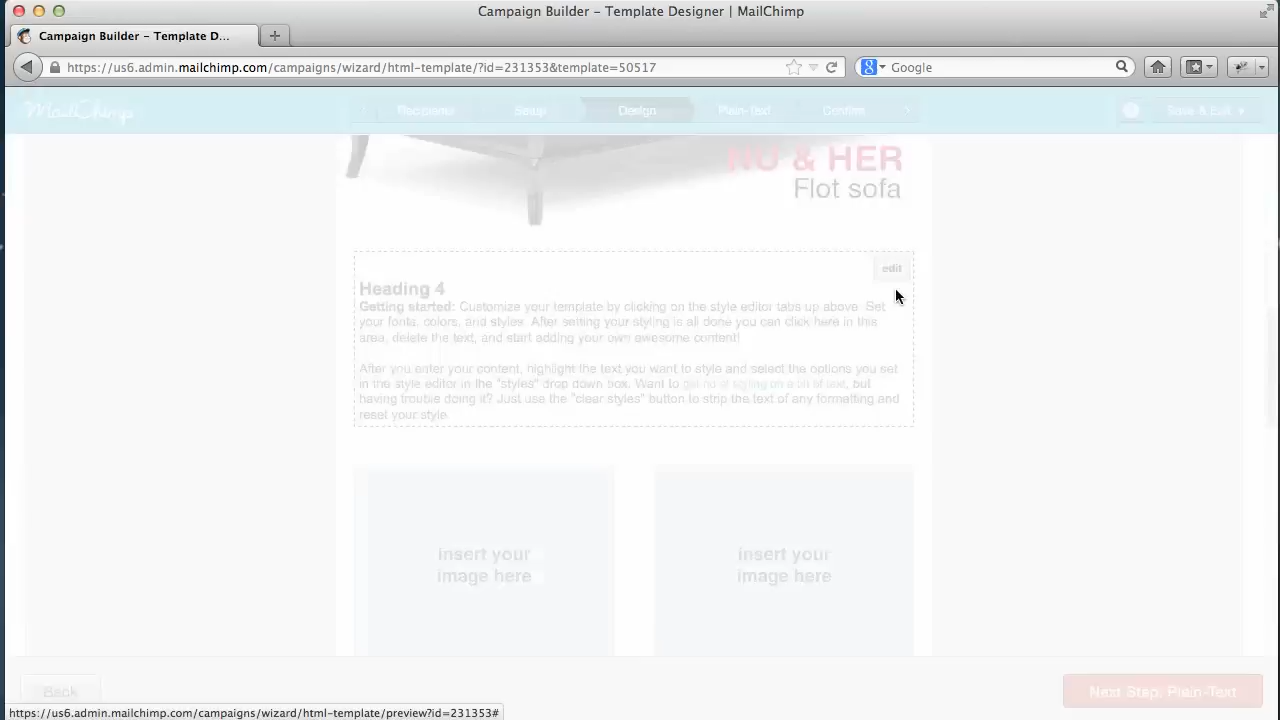 Campaign Builder – Template Designer | MailChimp
Campaign Builder – Template D...
https://us6.admin.mailchimp.com/campaigns/wizard/html-template/?id=231353&template=50517
Google
MailChimp
Recipients
Setup
Design
Plain-Text
Confirm
Save & Exit
NU & HER
Flot sofa
edit
Heading 4
Getting started: Customize your template by clicking on the style editor tabs up above. Set
your fonts, colors, and styles. After setting your styling is all done you can click here in this
area, delete the text, and start adding your own awesome content!
After you enter your content, highlight the text you want to style and select the options you set
in the style editor in the "styles" drop down box. Want to get rid of styling on a bit of text, but
having trouble doing it? Just use the "clear styles" button to strip the text of any formatting and
reset your style.
insert your
image here
insert your
image here
Back
Next Step: Plain-Text
https://us6.admin.mailchimp.com/campaigns/wizard/html-template/preview?id=231353#